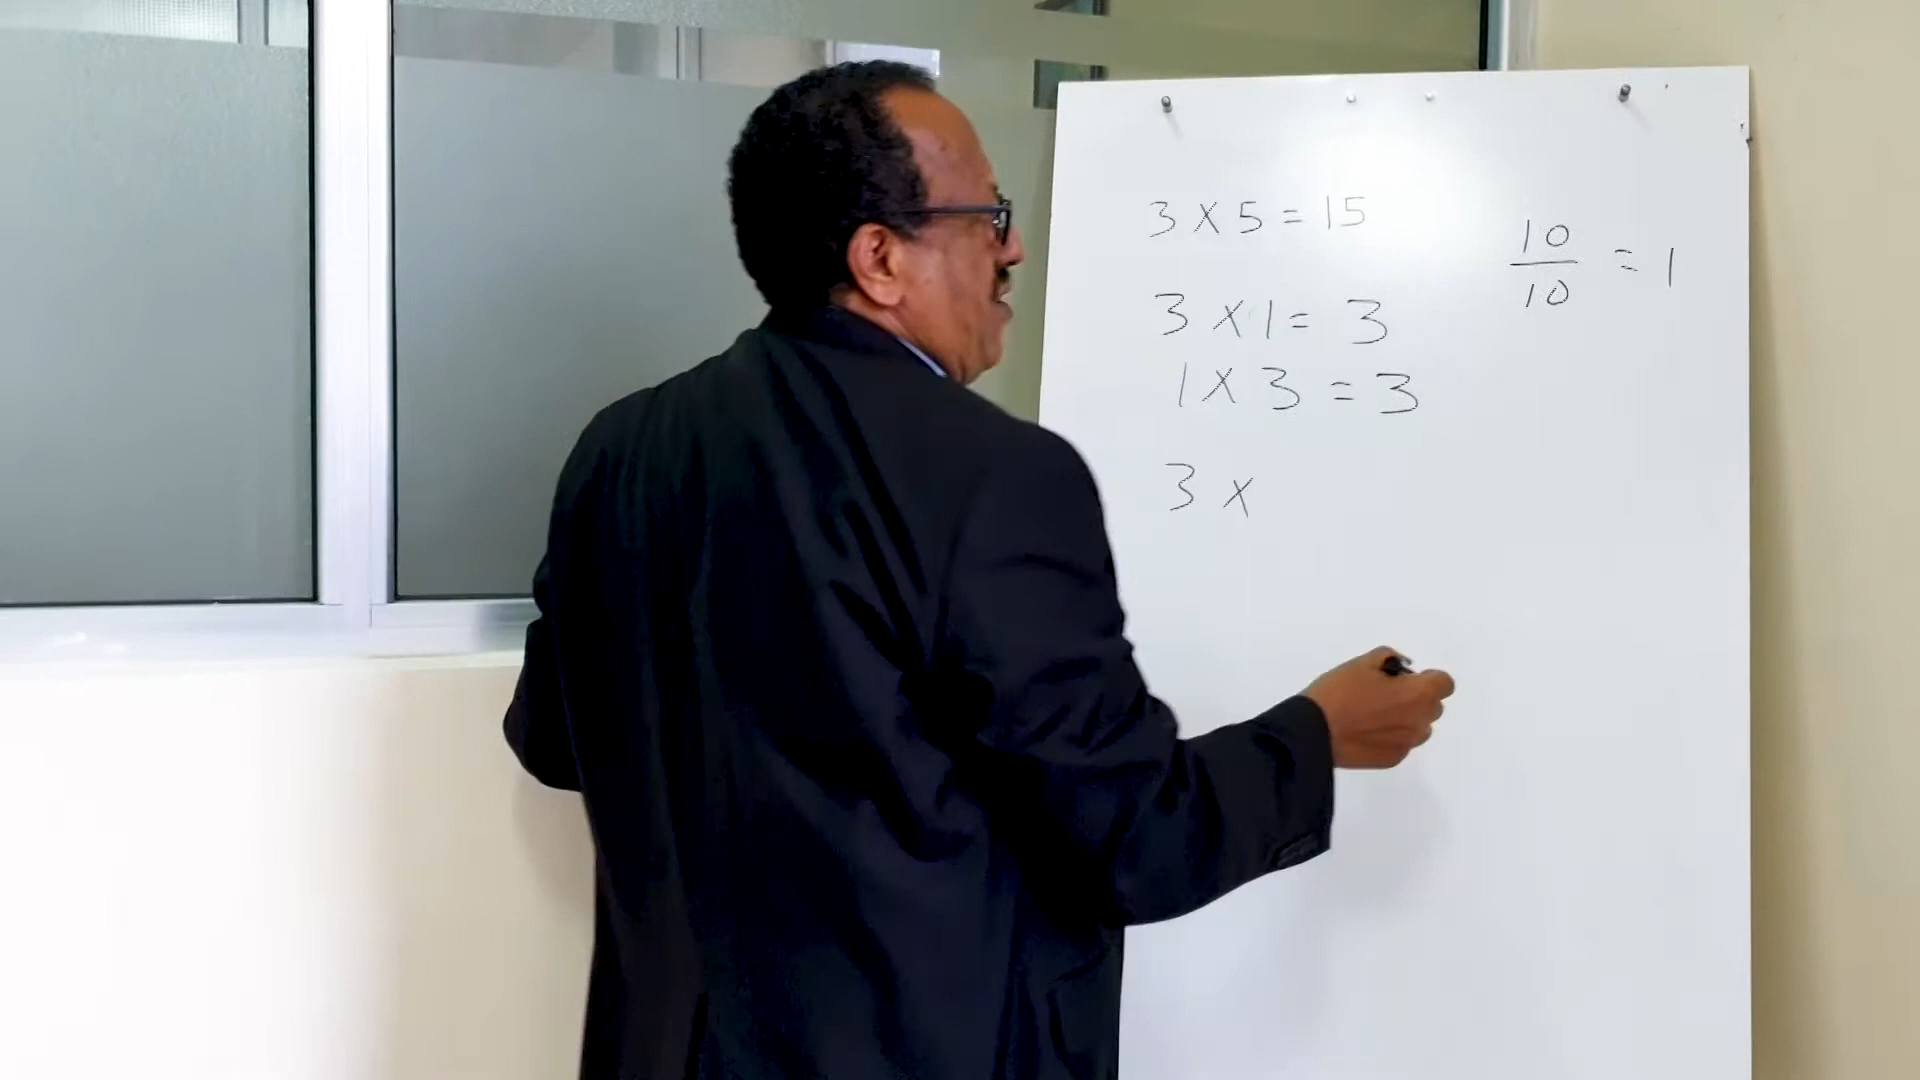 3 x 5 = 15
3 x 1 = 3
1 x 3 = 3
3 x
10
10
= 1